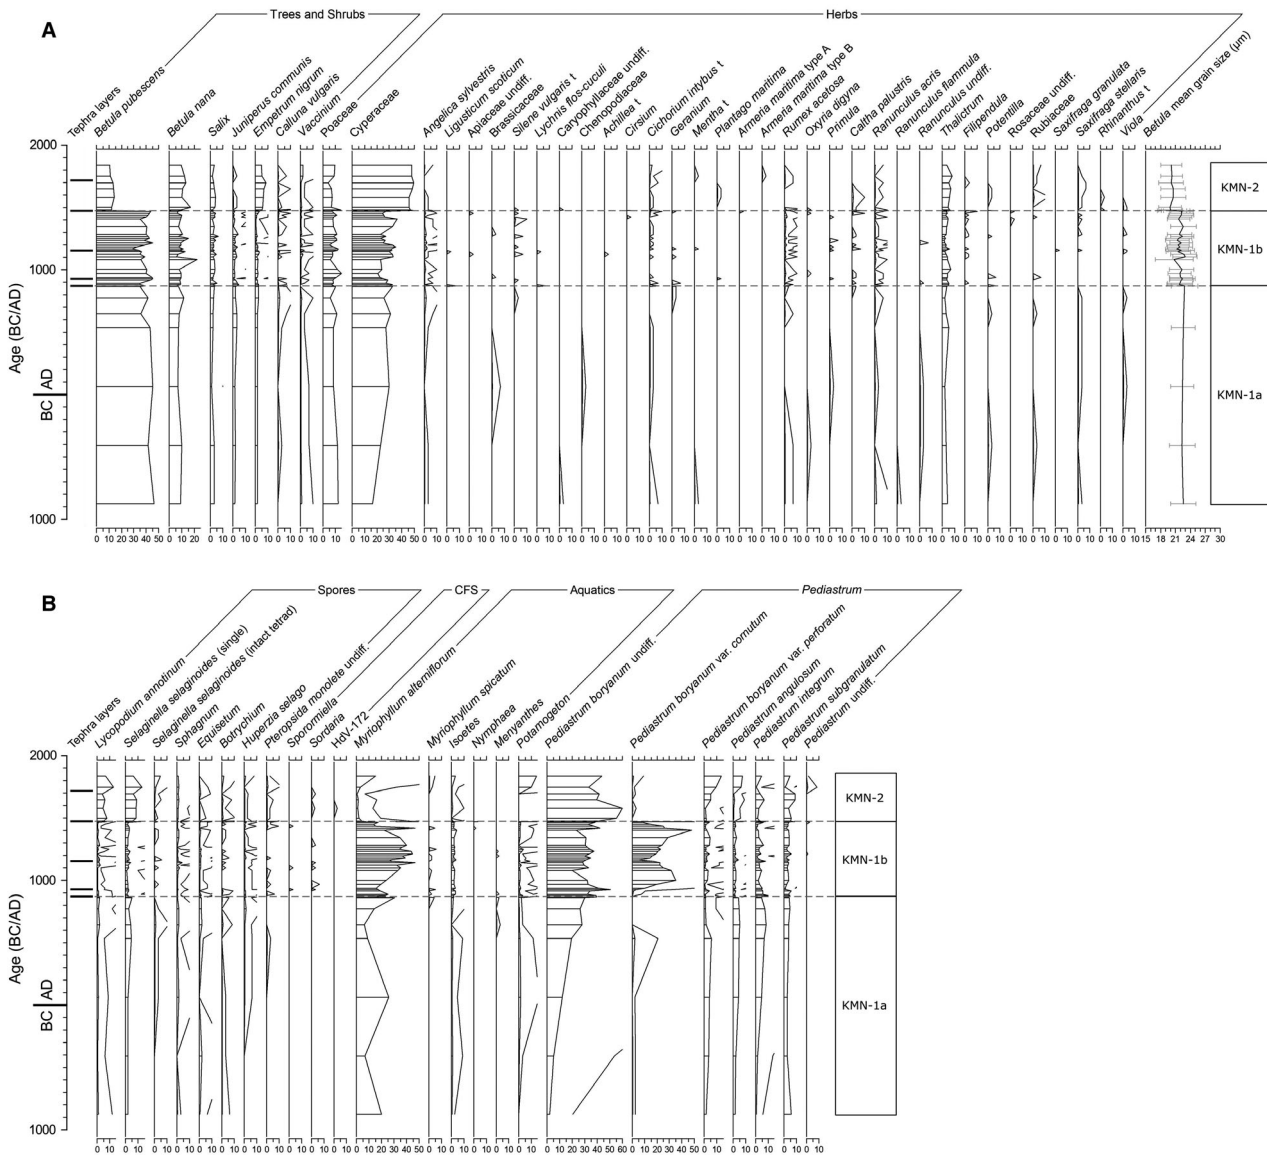 A
Trees and Shrubs
Herbs
Tephra layers
Betula pubescens
Betula nana
Salix
Juniperus communis
Empetrum nigrum
Calluna vulgaris
Vaccinium
Poaceae
Cyperaceae
Angelica sylvestris
Ligusticum scoticum
Apiaceae undiff.
Brassicaceae
Silene vulgaris t
Lychnis flos-cuculi
Caryophyllaceae undiff.
Chenopodiaceae
Achillea t
Cirsium
Cichorium intybus t
Geranium
Mentha t
Plantago maritima
Armeria maritima type A
Armeria maritima type B
Rumex acetosa
Oxyria digyna
Primula
Caltha palustris
Ranunculus acris
Ranunculus flammula
Ranunculus undiff.
Thalictrum
Filipendula
Potentilla
Rosaceae undiff.
Rubiaceae
Saxifraga granulata
Saxifraga stellaris
Rhinanthus t
Viola
Betula mean grain size (µm)
2000
1000
1000
Age (BC/AD)
BC AD
KMN-2
KMN-1b
KMN-1a
0 10 20 30 40 50
0 10 20
0 10 20 30 40 50
15 18 21 24 27 30
B
Spores
CFS
Aquatics
Pediastrum
Tephra layers
Lycopodium annotinum
Selaginella selaginoides (single)
Selaginella selaginoides (intact tetrad)
Sphagnum
Equisetum
Botrychium
Huperzia selago
Pteropsida monolete undiff.
Sporormiella
Sordaria
HdV-172
Myriophyllum alterniflorum
Myriophyllum spicatum
Isoetes
Nymphaea
Menyanthes
Potamogeton
Pediastrum boryanum undiff.
Pediastrum boryanum var. cornutum
Pediastrum boryanum var. perforatum
Pediastrum angulosum
Pediastrum integrum
Pediastrum subgranulatum
Pediastrum undiff.
2000
1000
1000
Age (BC/AD)
BC AD
KMN-2
KMN-1b
KMN-1a
0 10 20 30 40 50
0 10 20 30 40 50 60
0 10 20 30 40 50